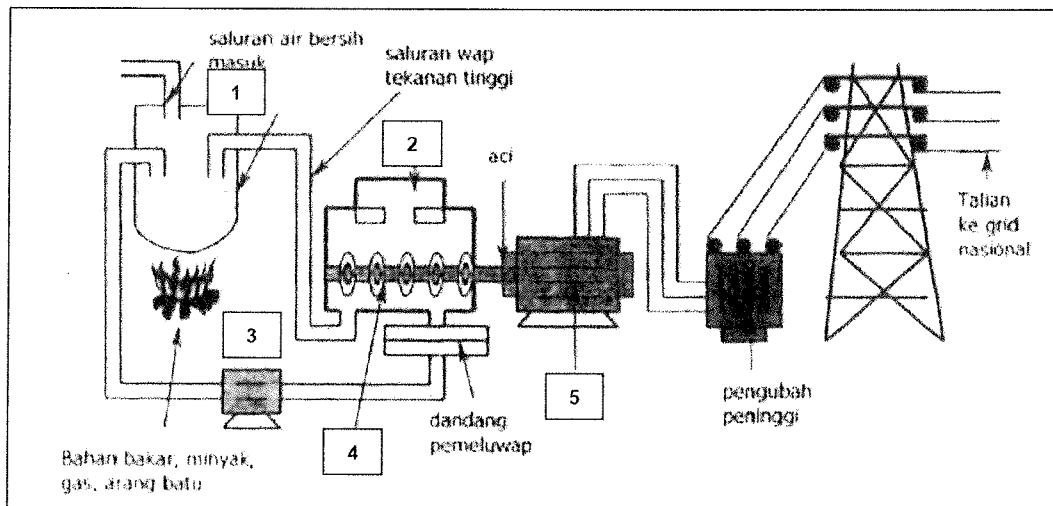 saluran air bersih
masuk
1
saluran wap
tekanan tinggi
2
aci
Talian
ke grid
nasional
3
4
5
dandang
pemeluwap
pengubah
peninggi
Bahan bakar, minyak,
gas, arang batu